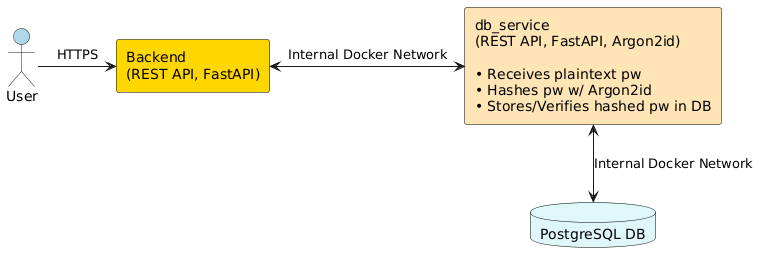 User
HTTPS
Backend
(REST API, FastAPI)
Internal Docker Network
db_service
(REST API, FastAPI, Argon2id)
• Receives plaintext pw
• Hashes pw w/ Argon2id
• Stores/Verifies hashed pw in DB
Internal Docker Network
PostgreSQL DB